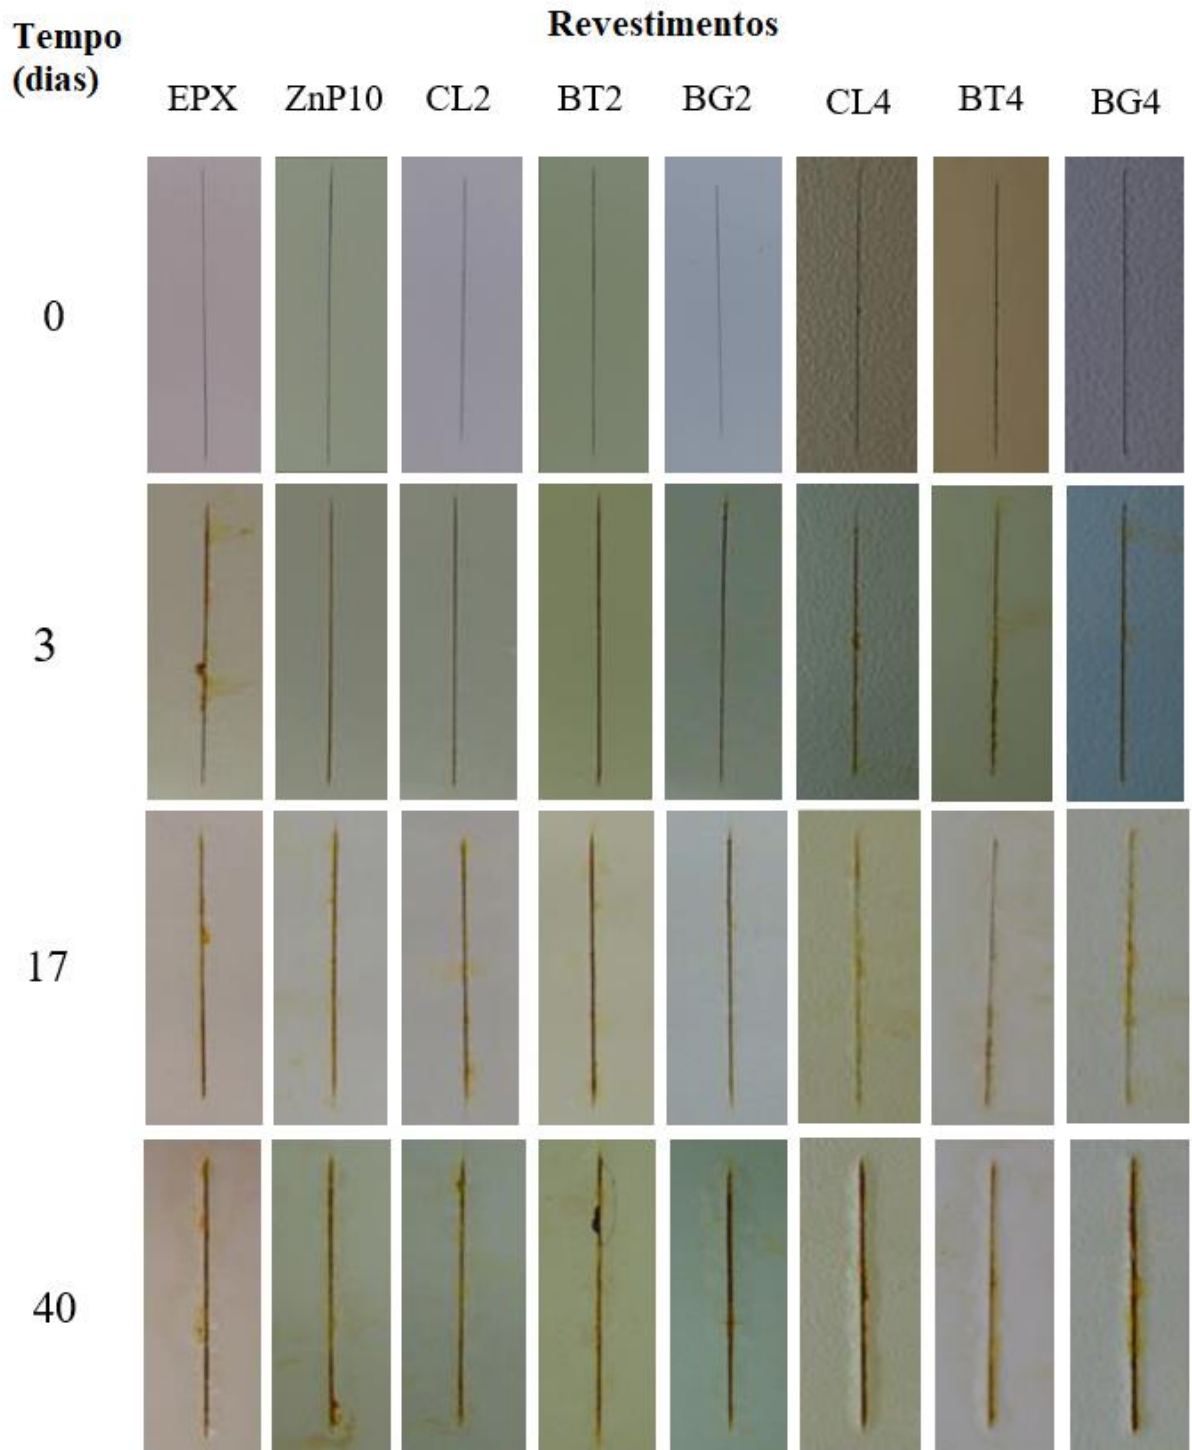 Revestimentos
Tempo
(dias)
EPX ZnP10 CL2 BT2 BG2 CL4 BT4 BG4
0
3
17
40